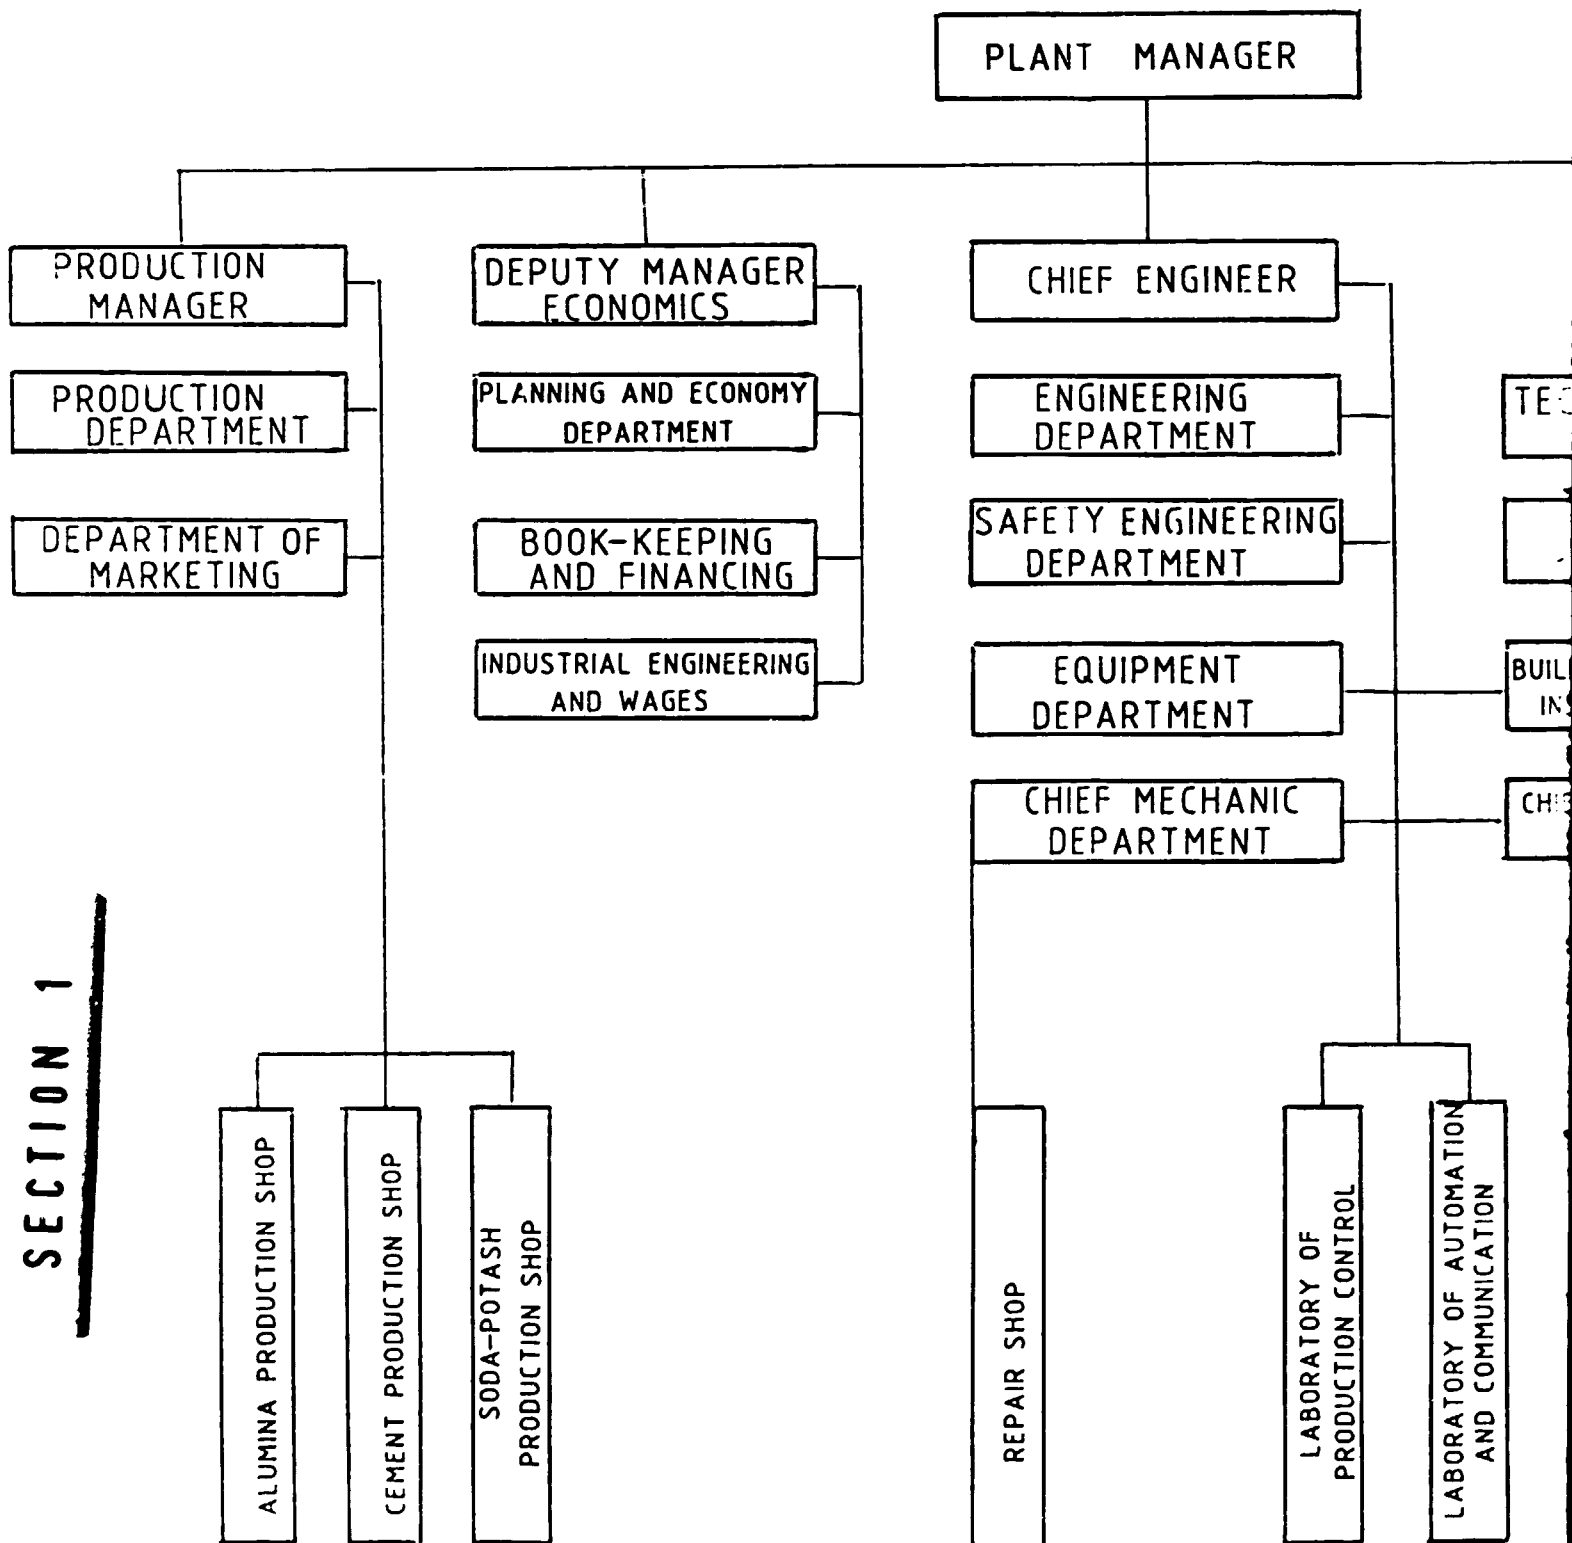 PLANT MANAGER
PRODUCTION
MANAGER
DEPUTY MANAGER
ECONOMICS
CHIEF ENGINEER
PRODUCTION
DEPARTMENT
PLANNING AND ECONOMY
DEPARTMENT
ENGINEERING
DEPARTMENT
DEPARTMENT OF
MARKETING
BOOK-KEEPING
AND FINANCING
SAFETY ENGINEERING
DEPARTMENT
INDUSTRIAL ENGINEERING
AND WAGES
EQUIPMENT
DEPARTMENT
CHIEF MECHANIC
DEPARTMENT
SECTION 1
ALUMINA PRODUCTION SHOP
CEMENT PRODUCTION SHOP
SODA-POTASH
PRODUCTION SHOP
REPAIR SHOP
LABORATORY OF
PRODUCTION CONTROL
LABORATORY OF AUTOMATION
AND COMMUNICATION